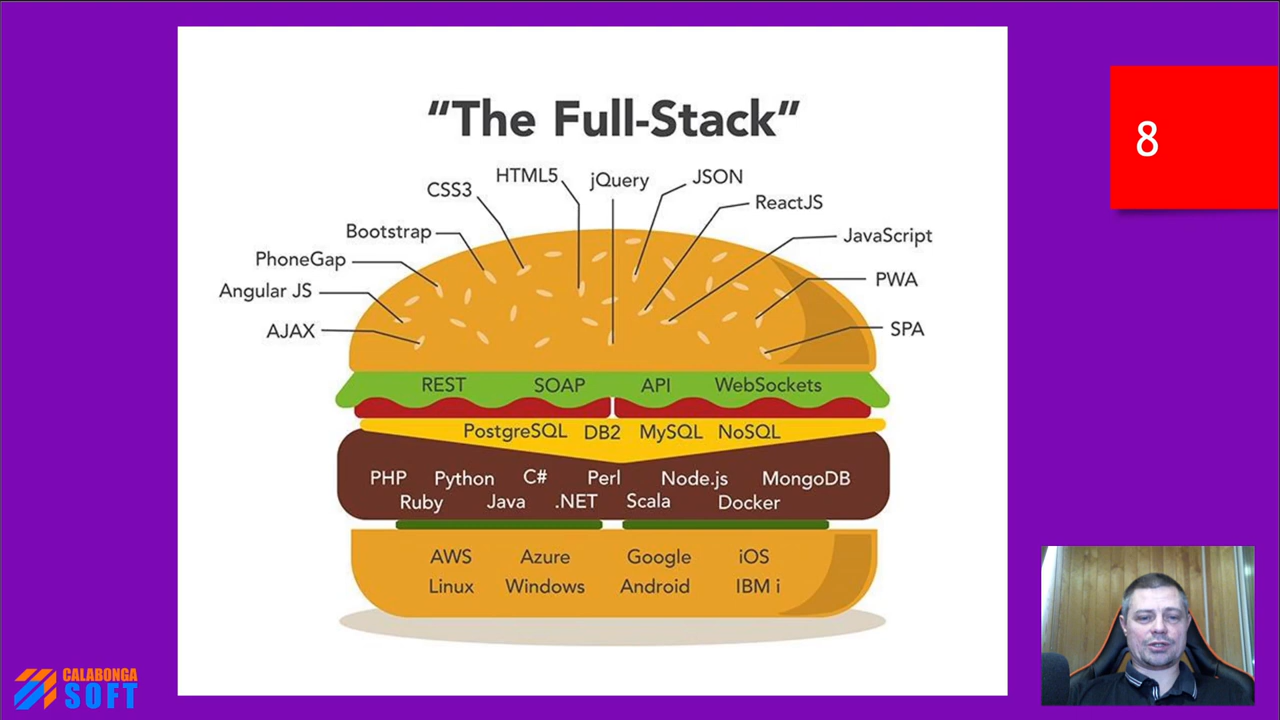 “The Full-Stack”
8
HTML5 jQuery JSON
CSS3 ReactJS
Bootstrap JavaScript
PhoneGap PWA
Angular JS
AJAX SPA
REST SOAP API WebSockets
PostgreSQL DB2 MySQL NoSQL
PHP Python C# Perl Node.js MongoDB
Ruby Java .NET Scala Docker
AWS Azure Google iOS
Linux Windows Android IBM i
CALABONGA
SOFT